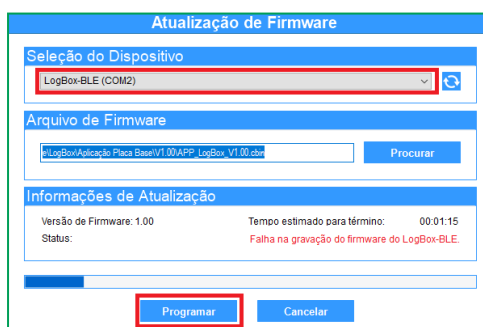 Atualização de Firmware
Seleção do Dispositivo
LogBox-BLE (COM2)
Arquivo de Firmware
e\LogBox\Aplicação Placa Base\V1.00\APP_LogBox_V1.00.cbin
Procurar
Informações de Atualização
Versão de Firmware: 1.00 Tempo estimado para término: 00:01:15
Status: Falha na gravação do firmware do LogBox-BLE.
Programar Cancelar